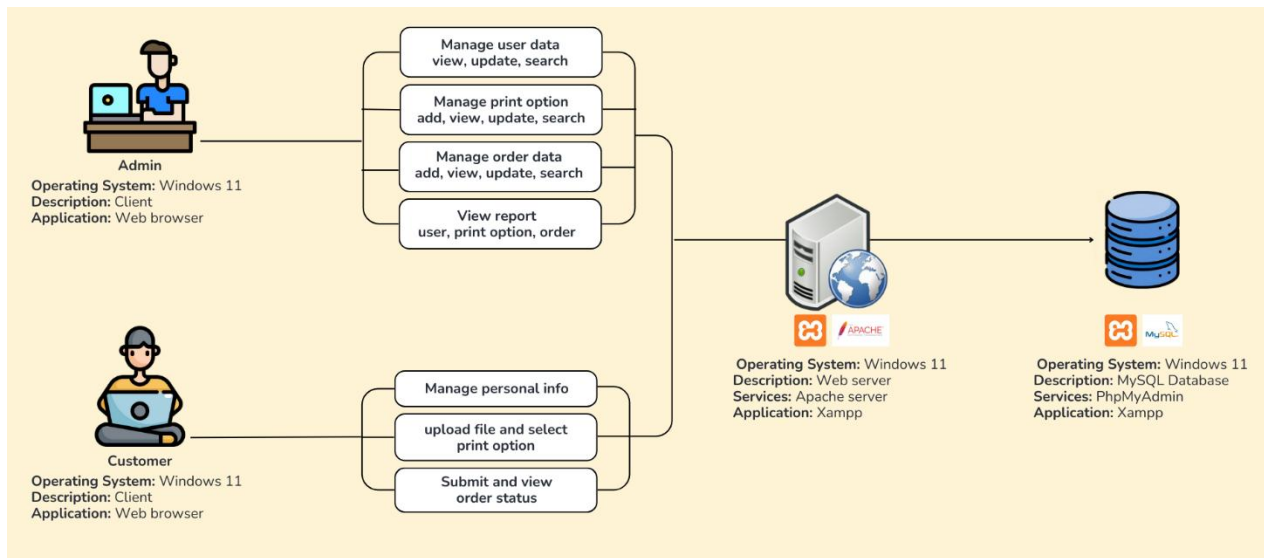 Manage user data
view, update, search
Manage print option
add, view, update, search
Manage order data
add, view, update, search
View report
user, print option, order
Admin
Operating System: Windows 11
Description: Client
Application: Web browser
Manage personal info
upload file and select
print option
Submit and view
order status
Customer
Operating System: Windows 11
Description: Client
Application: Web browser
APACHE
Operating System: Windows 11
Description: Web server
Services: Apache server
Application: Xampp
MySQL
Operating System: Windows 11
Description: MySQL Database
Services: PhpMyAdmin
Application: Xampp